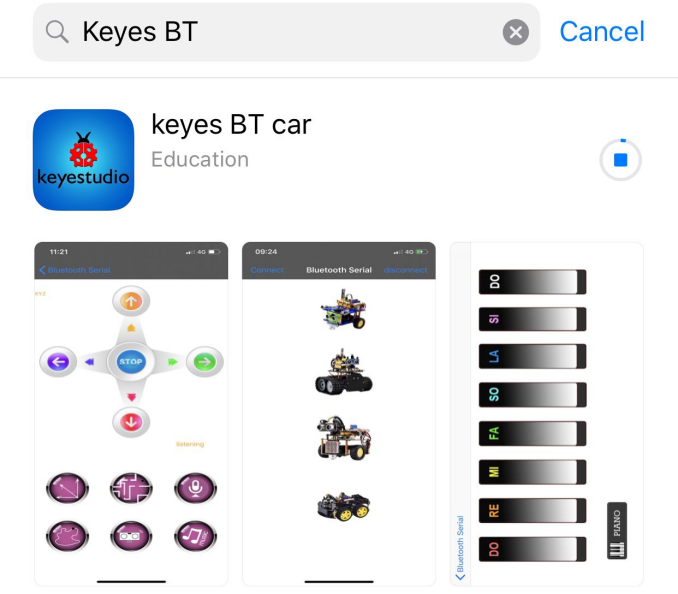 Keyes BT
Cancel
keyes BT car
Education
keyestudio
11:21
4G
Bluetooth Serial
XYZ
STOP
listening
MUSIC
09:24
4G
Connect
Bluetooth Serial
disconnect
DO
SI
LA
SO
FA
MI
RE
DO
PIANO
Bluetooth Serial